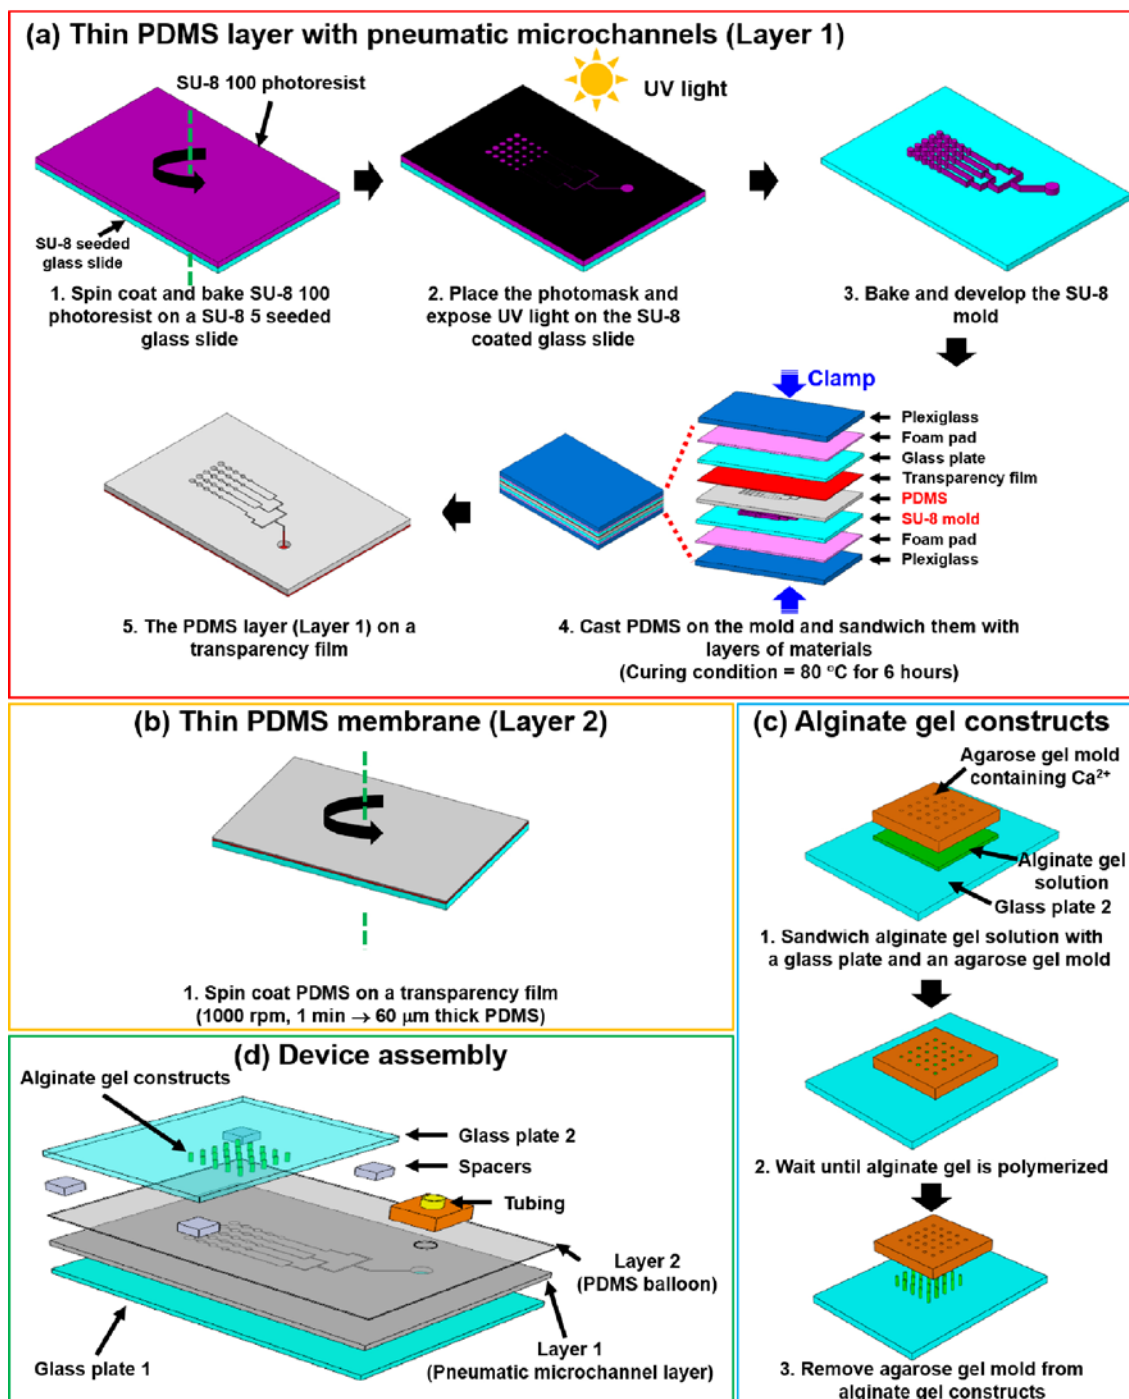 (a) Thin PDMS layer with pneumatic microchannels (Layer 1)
SU-8 100 photoresist
UV light
SU-8 seeded
glass slide
1. Spin coat and bake SU-8 100
photoresist on a SU-8 5 seeded
glass slide
2. Place the photomask and
expose UV light on the SU-8
coated glass slide
3. Bake and develop the SU-8
mold
Clamp
Plexiglass
Foam pad
Glass plate
Transparency film
PDMS
SU-8 mold
Foam pad
Plexiglass
4. Cast PDMS on the mold and sandwich them with
layers of materials
(Curing condition = 80 °C for 6 hours)
5. The PDMS layer (Layer 1) on a
transparency film
(b) Thin PDMS membrane (Layer 2)
1. Spin coat PDMS on a transparency film
(1000 rpm, 1 min → 60 μm thick PDMS)
(c) Alginate gel constructs
Agarose gel mold
containing Ca²⁺
Alginate gel
solution
Glass plate 2
1. Sandwich alginate gel solution with
a glass plate and an agarose gel mold
2. Wait until alginate gel is polymerized
3. Remove agarose gel mold from
alginate gel constructs
(d) Device assembly
Alginate gel constructs
Glass plate 2
Spacers
Tubing
Layer 2
(PDMS balloon)
Layer 1
(Pneumatic microchannel layer)
Glass plate 1